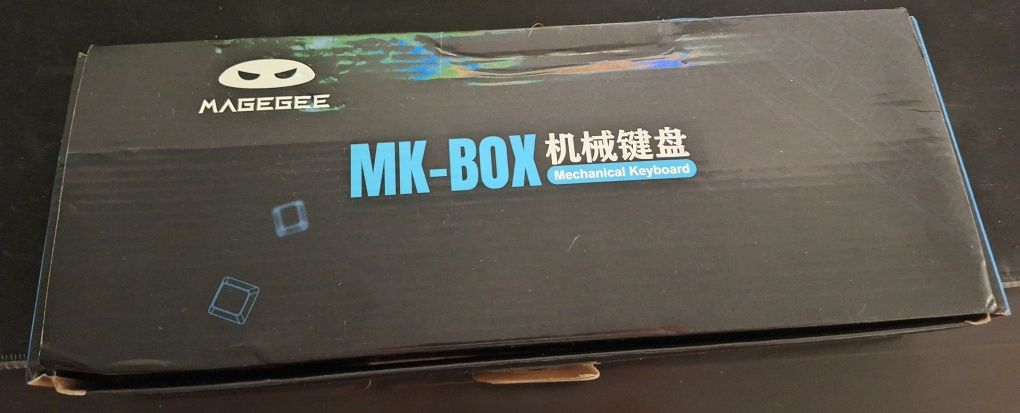 MAGEGEE
MK-BOX 机械键盘
Mechanical Keyboard